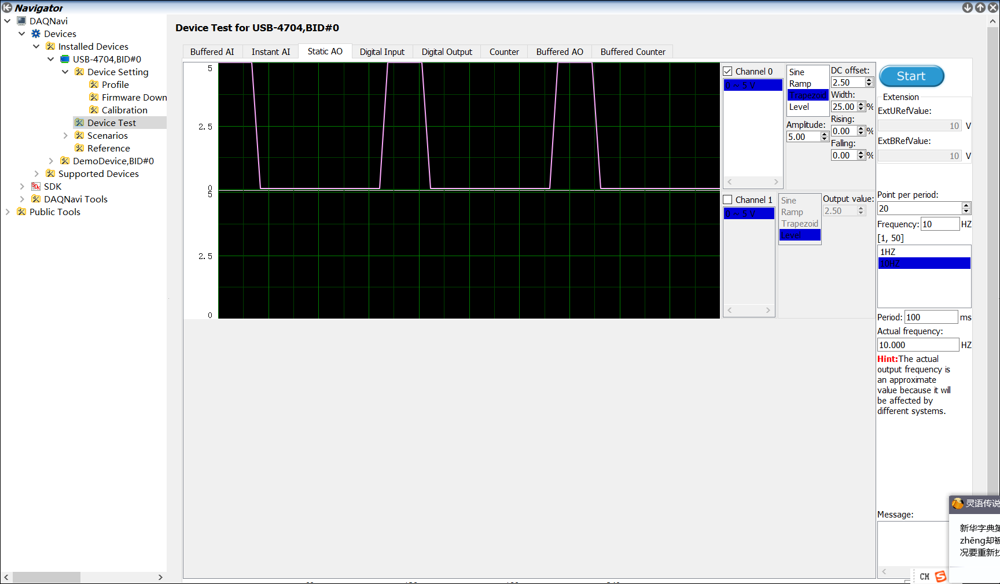 Navigator
DAQNavi
Devices
Installed Devices
USB-4704,BID#0
Device Setting
Profile
Firmware Down
Calibration
Device Test
Scenarios
Reference
DemoDevice,BID#0
Supported Devices
SDK
DAQNavi Tools
Public Tools
Device Test for USB-4704,BID#0
Buffered AI
Instant AI
Static AO
Digital Input
Digital Output
Counter
Buffered AO
Buffered Counter
5
2.5
0
5
2.5
0
Channel 0
0 ~ 5 V
Sine
Ramp
Trapezoid
Level
Amplitude:
5.00
DC offset:
2.50
Width:
25.00 %
Rising:
0.00 %
Falling:
0.00 %
Channel 1
0 ~ 5 V
Sine
Ramp
Trapezoid
Level
Output value:
2.50
Start
Extension
ExtURefValue:
10 V
ExtBRefValue:
10 V
Point per period:
20
Frequency: 10 HZ
[1, 50]
1HZ
10HZ
Period: 100 ms
Actual frequency:
10.000 HZ
Hint:The actual
output frequency is
an approximate
value because it will
be affected by
different systems.
Message:
灵语传说
新华字典第
zhēng却被
况要重新
CH